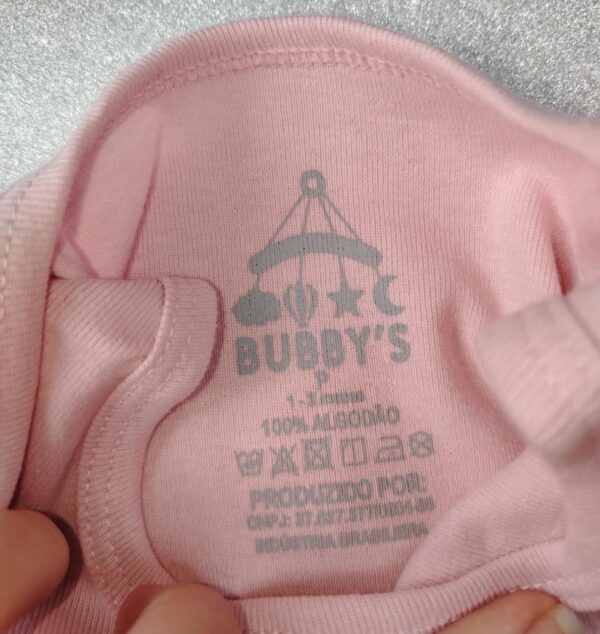 BUBBY'S
P
1-3 meses
100% ALGODÃO
PRODUZIDO POR:
CNPJ:
INDÚSTRIA BRASILEIRA